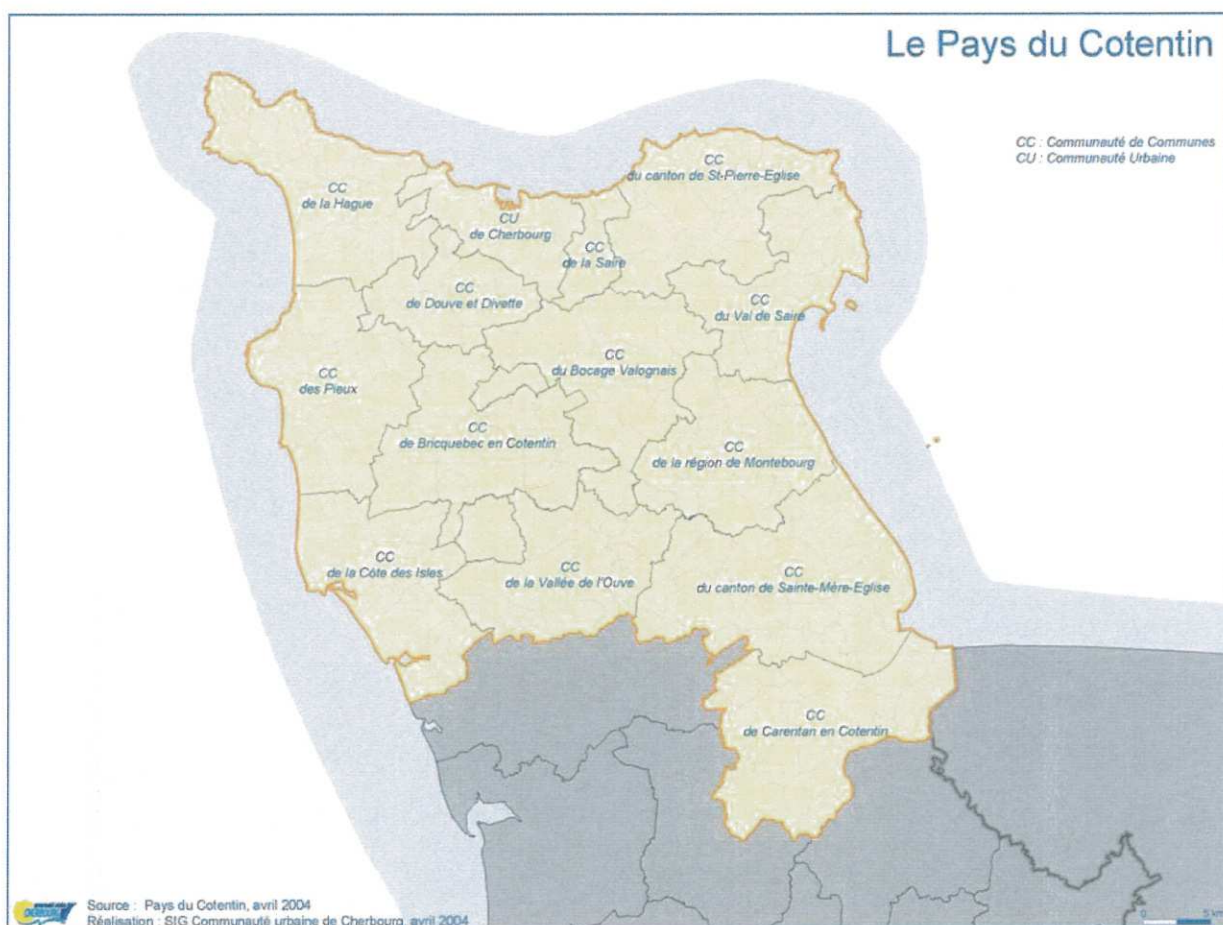 Le Pays du Cotentin
CC : Communauté de Communes
CU : Communauté Urbaine
CC
du canton de St-Pierre-Eglise
CC
de la Hague
CU
de Cherbourg
CC
de la Saire
CC
de Douve et Divette
CC
du Val de Saire
CC
du Bocage Valognais
CC
des Pieux
CC
de Bricquebec en Cotentin
CC
de la région de Montebourg
CC
de la Côte des Isles
CC
de la Vallée de l'Ouve
CC
du canton de Sainte-Mère-Eglise
CC
de Carentan en Cotentin
CHERBOURG
Source : Pays du Cotentin, avril 2004
Réalisation : SIG Communauté urbaine de Cherbourg, avril 2004
0 5 km